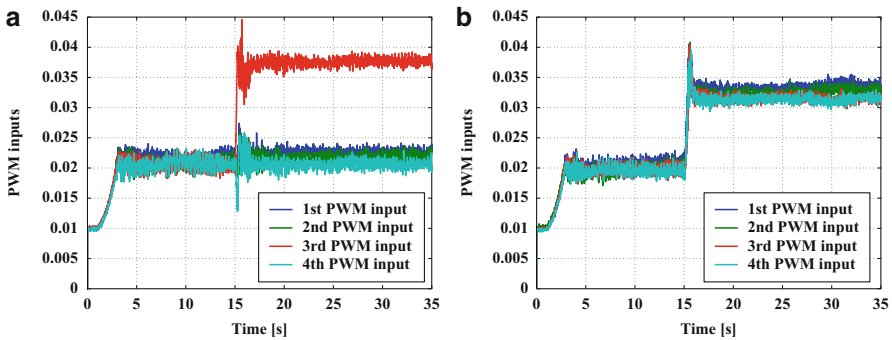 a
PWM inputs
0.045
0.04
0.035
0.03
0.025
0.02
0.015
0.01
0.005
0
0
5
10
15
20
25
30
35
Time [s]
1st PWM input
2nd PWM input
3rd PWM input
4th PWM input
b
PWM inputs
0.045
0.04
0.035
0.03
0.025
0.02
0.015
0.01
0.005
0
0
5
10
15
20
25
30
35
Time [s]
1st PWM input
2nd PWM input
3rd PWM input
4th PWM input